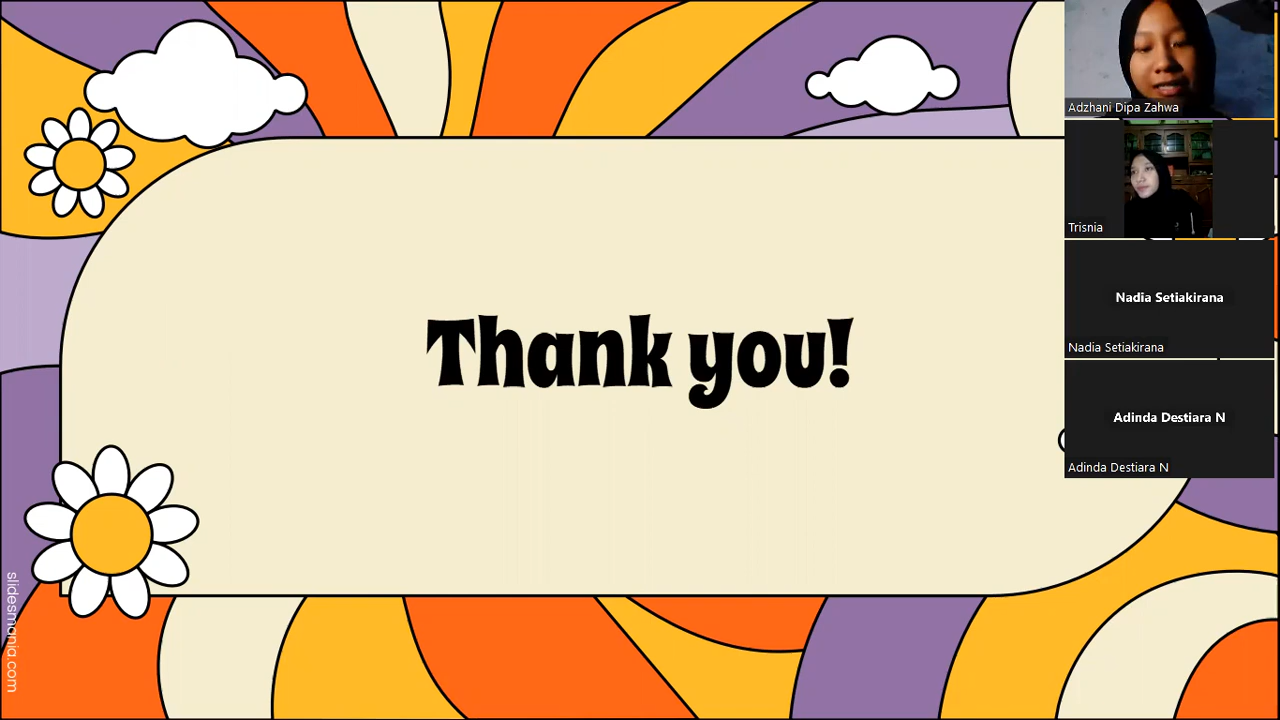 Thank you!
Adzhani Dipa Zahwa
Trisnia
Nadia Setiakirana
Nadia Setiakirana
Adinda Destiara N
Adinda Destiara N
slidesmania.com